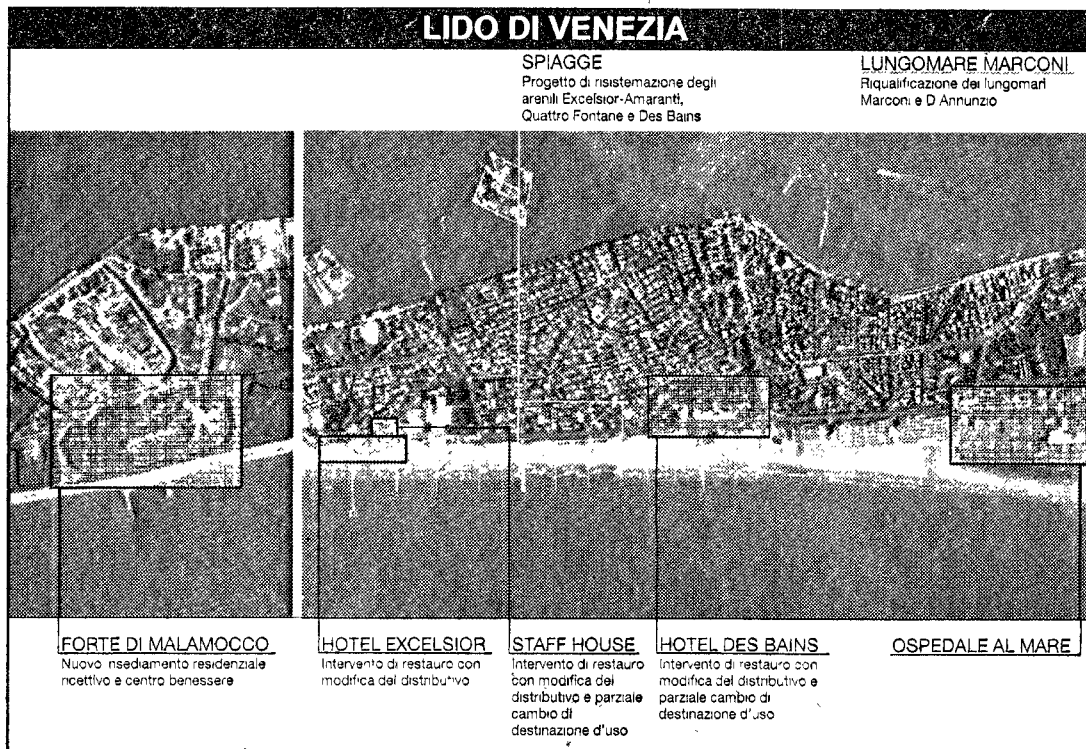 LIDO DI VENEZIA
SPIAGGE
Progetto di risistemazione degli
arenili Excelsior-Amaranti,
Quattro Fontane e Des Bains
LUNGOMARE MARCONI
Riqualificazione dei lungomari
Marconi e D Annunzio
FORTE DI MALAMOCCO
Nuovo insediamento residenziale
ricettivo e centro benessere
HOTEL EXCELSIOR
Intervento di restauro con
modifica del distributivo
STAFF HOUSE
Intervento di restauro
con modifica del
distributivo e parziale
cambio di
destinazione d'uso
HOTEL DES BAINS
Intervento di restauro con
modifica del distributivo e
parziale cambio di
destinazione d'uso
OSPEDALE AL MARE